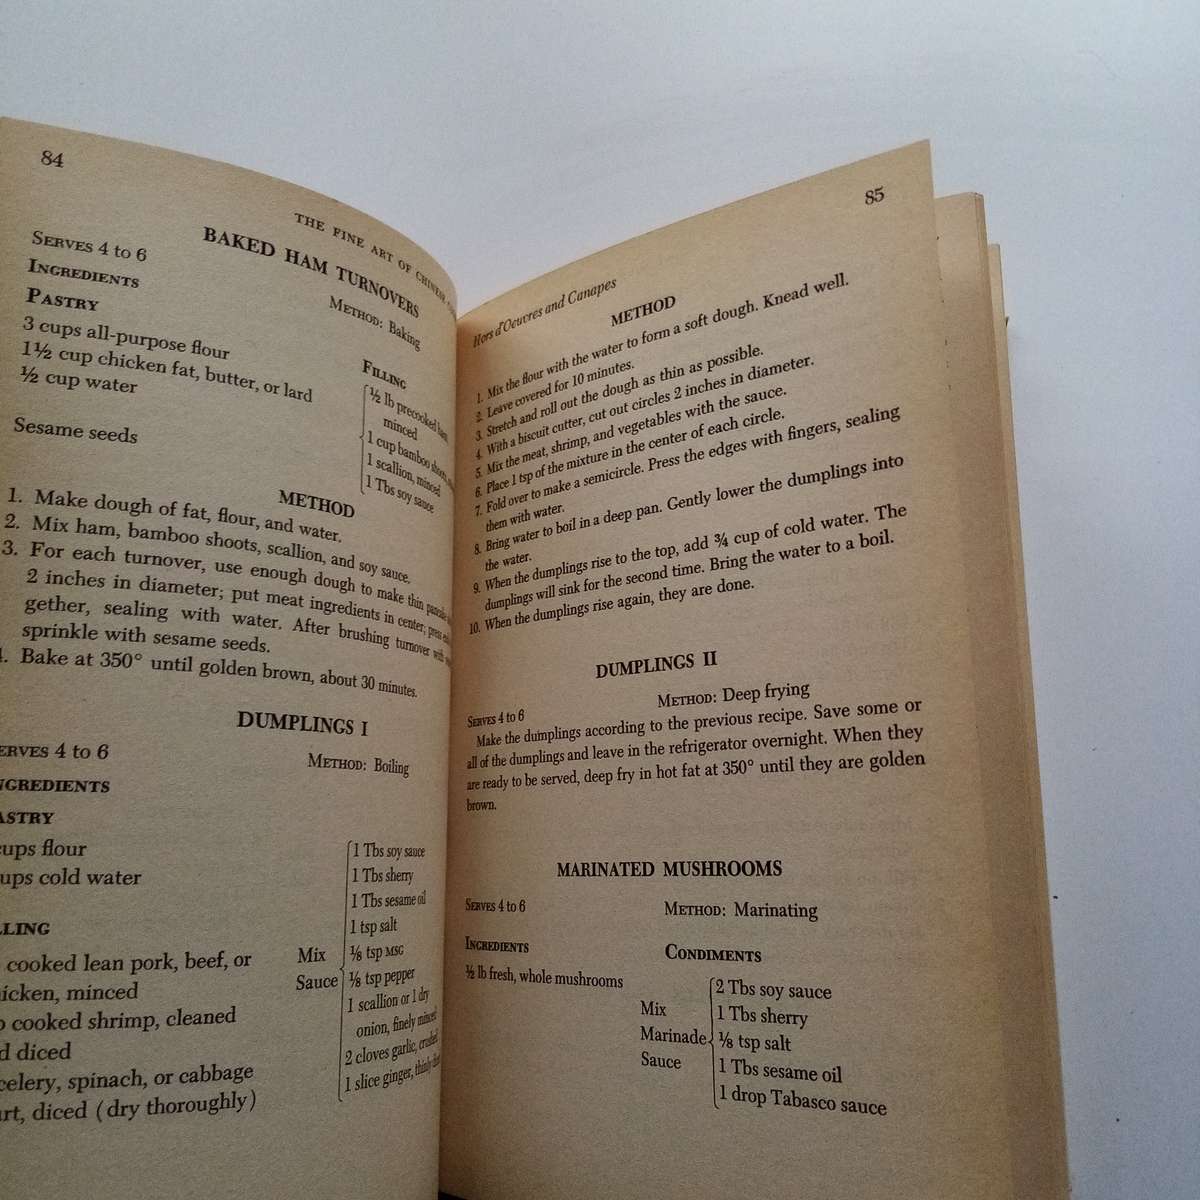 84
THE FINE ART OF CHINESE
BAKED HAM TURNOVERS
SERVES 4 to 6
METHOD: Baking
INGREDIENTS
PASTRY
3 cups all-purpose flour
1½ cup chicken fat, butter, or lard
½ cup water
Sesame seeds
FILLING
½ lb precooked ham,
minced
1 cup bamboo shoots,
1 scallion, minced
1 Tbs soy sauce
METHOD
1. Make dough of fat, flour, and water.
2. Mix ham, bamboo shoots, scallion, and soy sauce.
3. For each turnover, use enough dough to make thin
2 inches in diameter; put meat ingredients in center; press
gether, sealing with water. After brushing turnover with
sprinkle with sesame seeds.
. Bake at 350° until golden brown, about 30 minutes.
DUMPLINGS I
ERVES 4 to 6
METHOD: Boiling
NGREDIENTS
ASTRY
cups flour
ups cold water
LLING
cooked lean pork, beef, or
icken, minced
cooked shrimp, cleaned
d diced
celery, spinach, or cabbage
rt, diced (dry thoroughly)
Mix
Sauce
1 Tbs soy sauce
1 Tbs sherry
1 Tbs sesame oil
1 tsp salt
⅛ tsp MSG
⅛ tsp pepper
1 scallion or 1 dry
onion, finely minced
2 cloves garlic, crushed
1 slice ginger, thinly
85
Hors d'Oeuvres and Canapes
METHOD
1. Mix the flour with the water to form a soft dough. Knead well.
2. Leave covered for 10 minutes.
3. Stretch and roll out the dough as thin as possible.
4. With a biscuit cutter, cut out circles 2 inches in diameter.
5. Mix the meat, shrimp, and vegetables with the sauce.
6. Place 1 tsp of the mixture in the center of each circle.
7. Fold over to make a semicircle. Press the edges with fingers, sealing
them with water.
8. Bring water to boil in a deep pan. Gently lower the dumplings into
the water.
9. When the dumplings rise to the top, add ¾ cup of cold water. The
dumplings will sink for the second time. Bring the water to a boil.
10. When the dumplings rise again, they are done.
DUMPLINGS II
SERVES 4 to 6
METHOD: Deep frying
Make the dumplings according to the previous recipe. Save some or
all of the dumplings and leave in the refrigerator overnight. When they
are ready to be served, deep fry in hot fat at 350° until they are golden
brown.
MARINATED MUSHROOMS
SERVES 4 to 6
METHOD: Marinating
INGREDIENTS
½ lb fresh, whole mushrooms
CONDIMENTS
Mix
Marinade
Sauce
2 Tbs soy sauce
1 Tbs sherry
⅛ tsp salt
1 Tbs sesame oil
1 drop Tabasco sauce